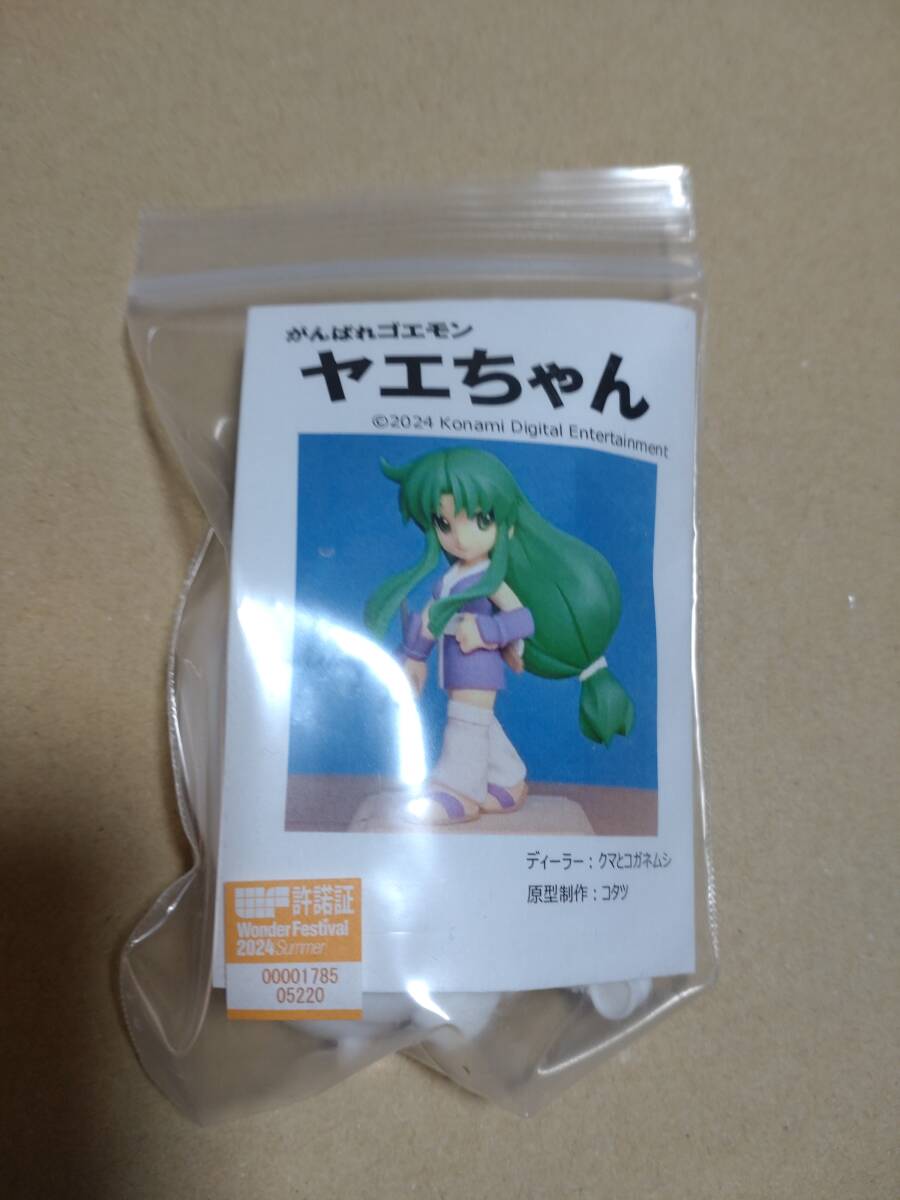 がんばれゴエモン
ヤエちゃん
©2024 Konami Digital Entertainment
ディーラー：クマとコガネムシ
原型制作：コタツ
WF 許諾証
Wonder Festival
2024 Summer
00001785
05220